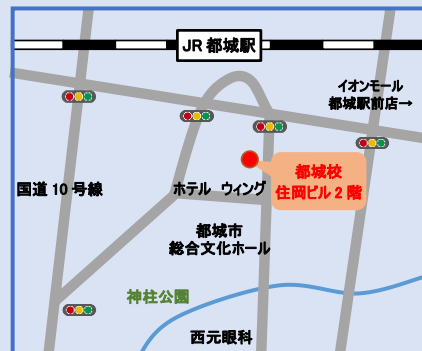 JR 都城駅
イオンモール
都城駅前店→
都城校
住岡ビル 2 階
国道 10 号線
ホテル ウィング
都城市
総合文化ホール
神柱公園
西元眼科